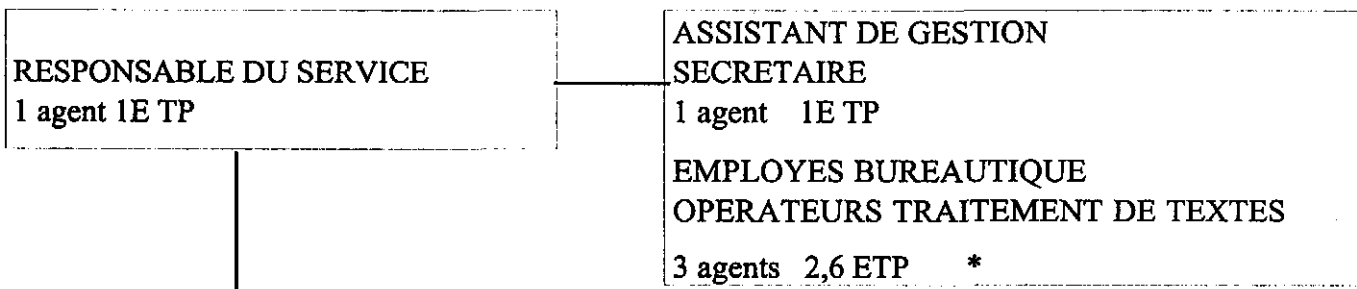 RESPONSABLE DU SERVICE
1 agent 1E TP
ASSISTANT DE GESTION
SECRETAIRE
1 agent 1E TP
EMPLOYES BUREAUTIQUE
OPERATEURS TRAITEMENT DE TEXTES
3 agents 2,6 ETP *